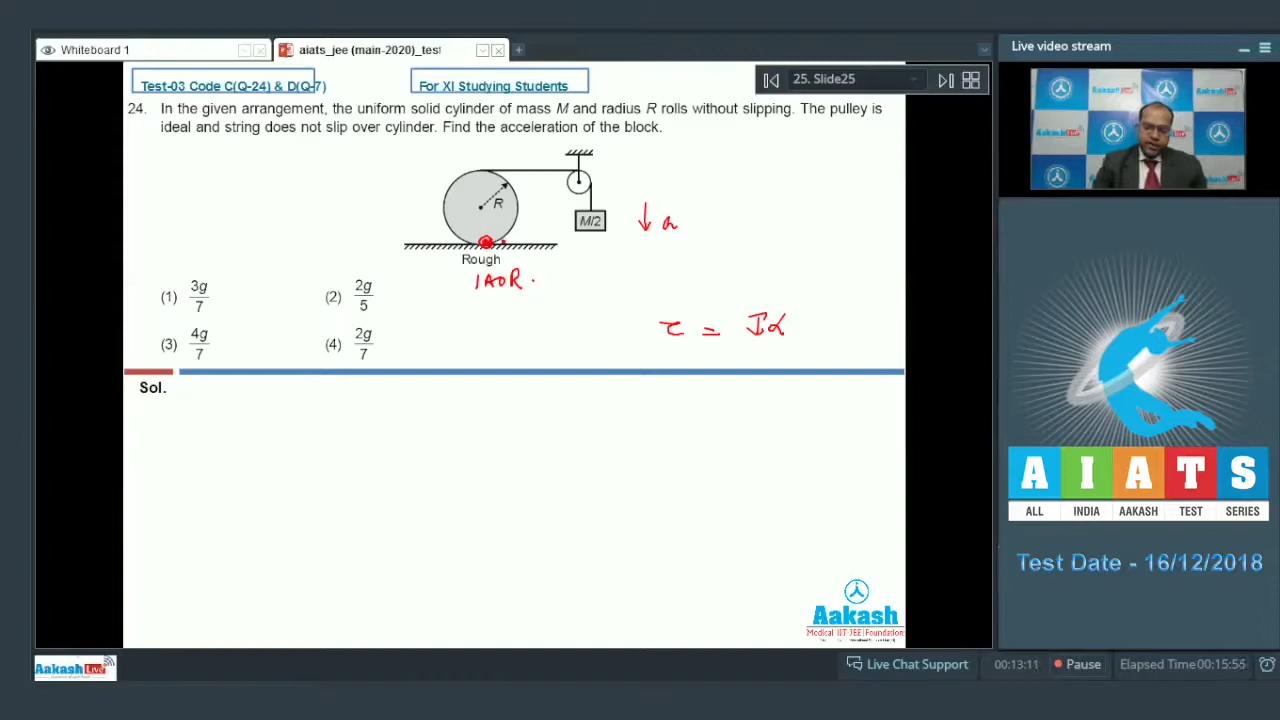 Whiteboard 1
aiats_jee (main-2020)_test
Live video stream
Test-03 Code C(Q-24) & D(Q-7)
For XI Studying Students
25. Slide25
24. In the given arrangement, the uniform solid cylinder of mass M and radius R rolls without slipping. The pulley is
ideal and string does not slip over cylinder. Find the acceleration of the block.
R
M/2
a
Rough
IAOR.
(1) 3g/7
(2) 2g/5
τ = Iα
(3) 4g/7
(4) 2g/7
Sol.
A I A T S
ALL INDIA AAKASH TEST SERIES
Test Date - 16/12/2018
Aakash
Medical|IIT-JEE|Foundations
AakashLive
Live Chat Support
00:13:11
Pause
Elapsed Time 00:15:55